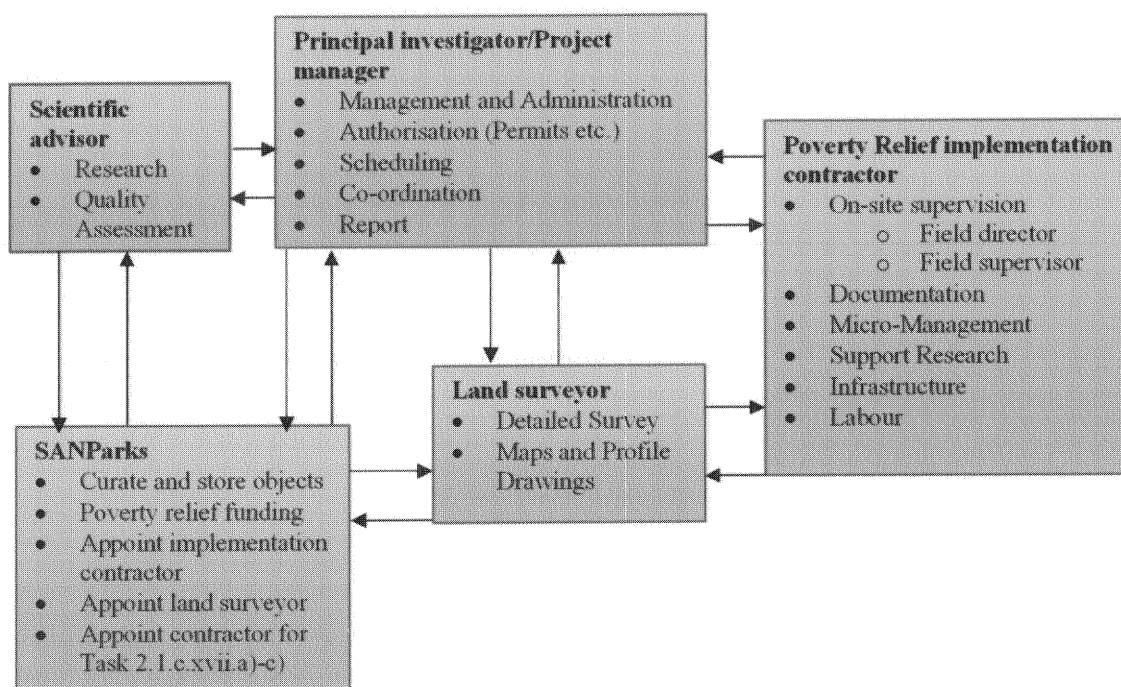 Principal investigator/Project
manager
● Management and Administration
● Authorisation (Permits etc.)
● Scheduling
● Co-ordination
● Report
Scientific
advisor
● Research
● Quality
Assessment
Poverty Relief implementation
contractor
● On-site supervision
○ Field director
○ Field supervisor
● Documentation
● Micro-Management
● Support Research
● Infrastructure
● Labour
Land surveyor
● Detailed Survey
● Maps and Profile
Drawings
SANParks
● Curate and store objects
● Poverty relief funding
● Appoint implementation
contractor
● Appoint land surveyor
● Appoint contractor for
Task 2.1.c.xvii.a)-c)